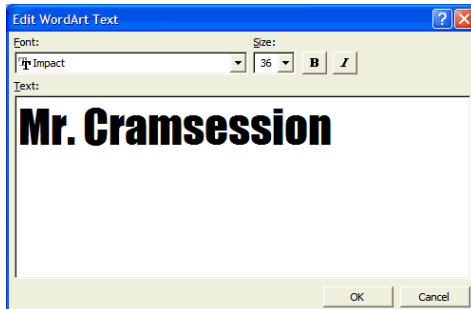 Edit WordArt Text
Font: Size:
Impact 36 B I
Text:
Mr. Cramsession
OK Cancel